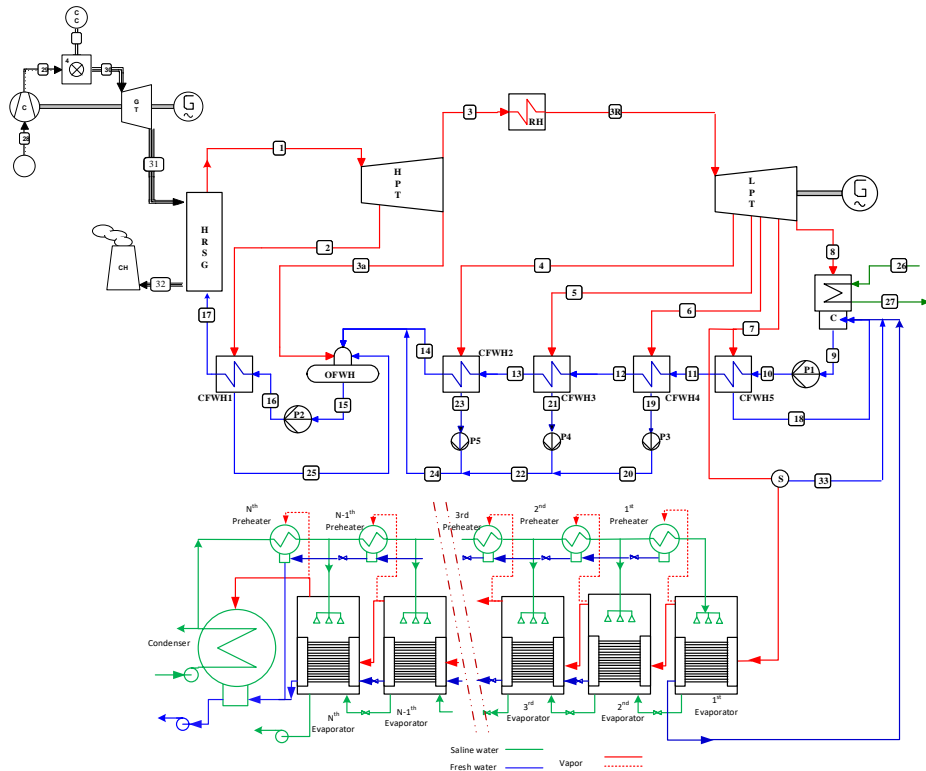 C
C
4
29
30
C
G
T
G
28
31
1
H
P
T
3
RH
3R
L
P
T
G
H
R
S
G
2
3a
4
5
6
7
8
26
27
C
CH
32
17
14
CFWH2
13
12
11
10
P1
9
OFWH
CFWH1
16
P2
15
CFWH3
CFWH4
CFWH5
18
23
21
19
P5
P4
P3
25
24
22
20
S
33
Nth
Preheater
N-1th
Preheater
3rd
Preheater
2nd
Preheater
1st
Preheater
Condenser
Nth
Evaporator
N-1th
Evaporator
3rd
Evaporator
2nd
Evaporator
1st
Evaporator
Saline water
Fresh water
Vapor